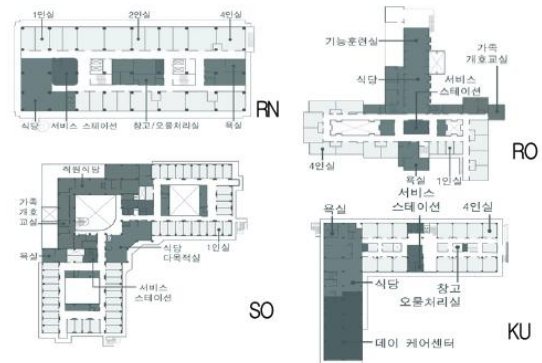 1인실 2인실 4인실
식당 서비스 스테이션 창고/오물처리실 욕실
RN
기능훈련실
식당
서비스
스테이션
가족
개호교실
4인실
욕실
1인실
RO
직원식당
가족
개호
교실
욕실
1인실
식당
다목적실
서비스
스테이션
SO
서비스
스테이션
욕실
4인실
식당
창고
오물처리실
데이 케어센터
KU